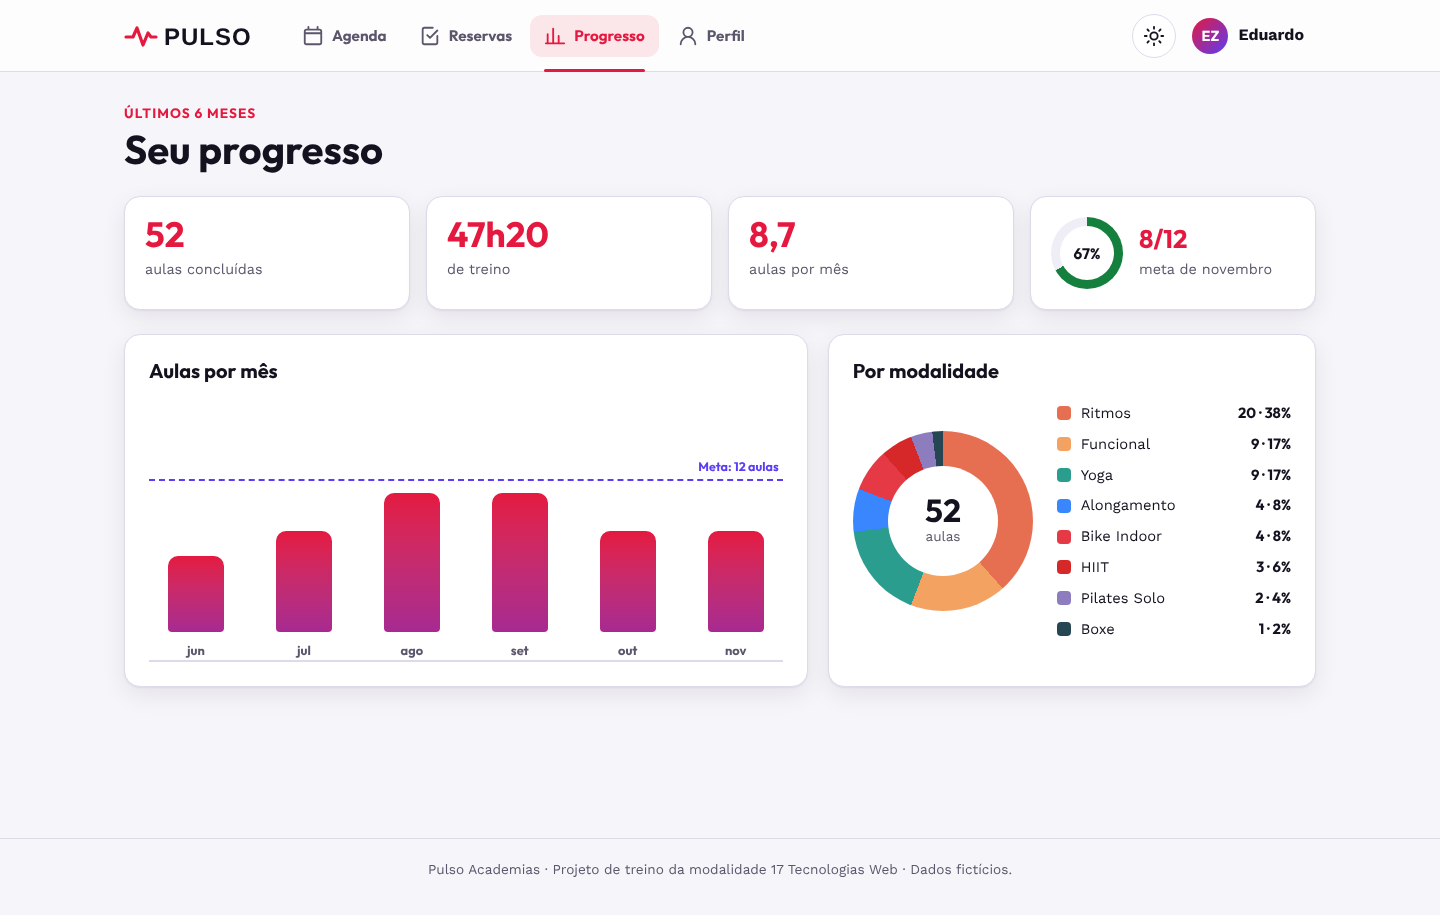 PULSO
Agenda
Reservas
Progresso
Perfil
EZ
Eduardo
ÚLTIMOS 6 MESES
Seu progresso
52
aulas concluídas
47h20
de treino
8,7
aulas por mês
67%
8/12
meta de novembro
Aulas por mês
Meta: 12 aulas
jun
jul
ago
set
out
nov
Por modalidade
52
aulas
Ritmos 20 · 38%
Funcional 9 · 17%
Yoga 9 · 17%
Alongamento 4 · 8%
Bike Indoor 4 · 8%
HIIT 3 · 6%
Pilates Solo 2 · 4%
Boxe 1 · 2%
Pulso Academias · Projeto de treino da modalidade 17 Tecnologias Web · Dados fictícios.